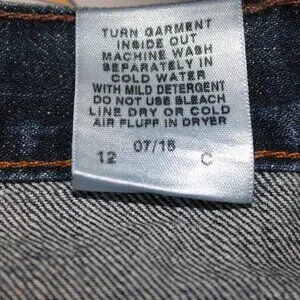 TURN GARMENT
INSIDE OUT
MACHINE WASH
SEPARATELY IN
COLD WATER
WITH MILD DETERGENT
DO NOT USE BLEACH
LINE DRY OR COLD
AIR FLUFF IN DRYER
07/15
12 C